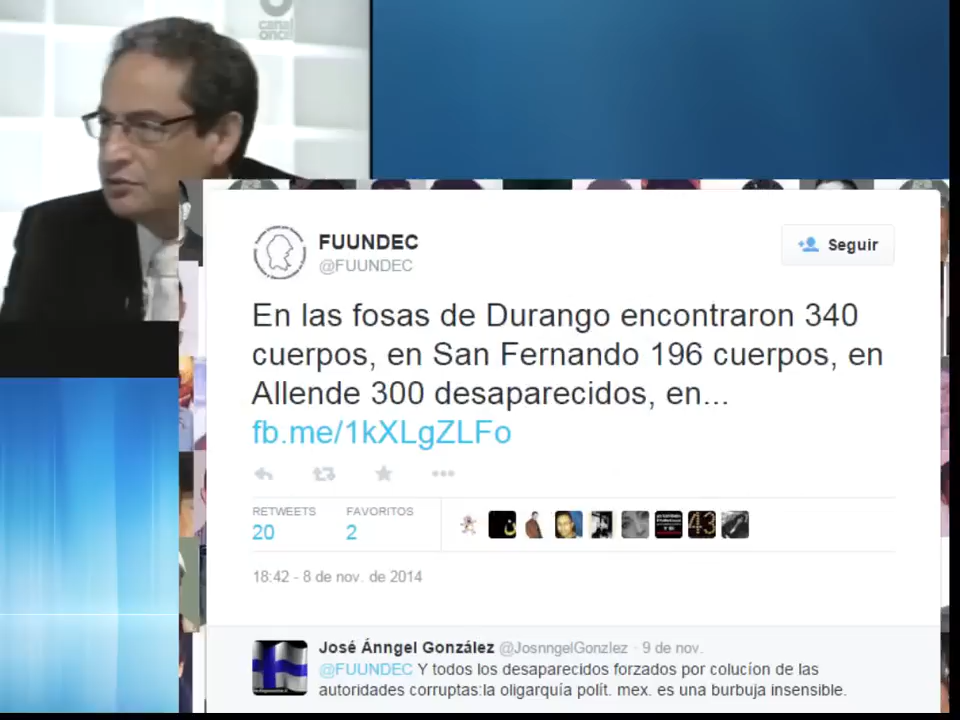 canal
once
FUUNDEC
@FUUNDEC
Seguir
En las fosas de Durango encontraron 340
cuerpos, en San Fernando 196 cuerpos, en
Allende 300 desaparecidos, en...
fb.me/1kXLgZLFo
RETWEETS
FAVORITOS
20
2
43
18:42 - 8 de nov. de 2014
José Ánngel González @JosnngelGonzlez · 9 de nov.
@FUUNDEC Y todos los desaparecidos forzados por colucíon de las
autoridades corruptas:la oligarquía polít. mex. es una burbuja insensible.